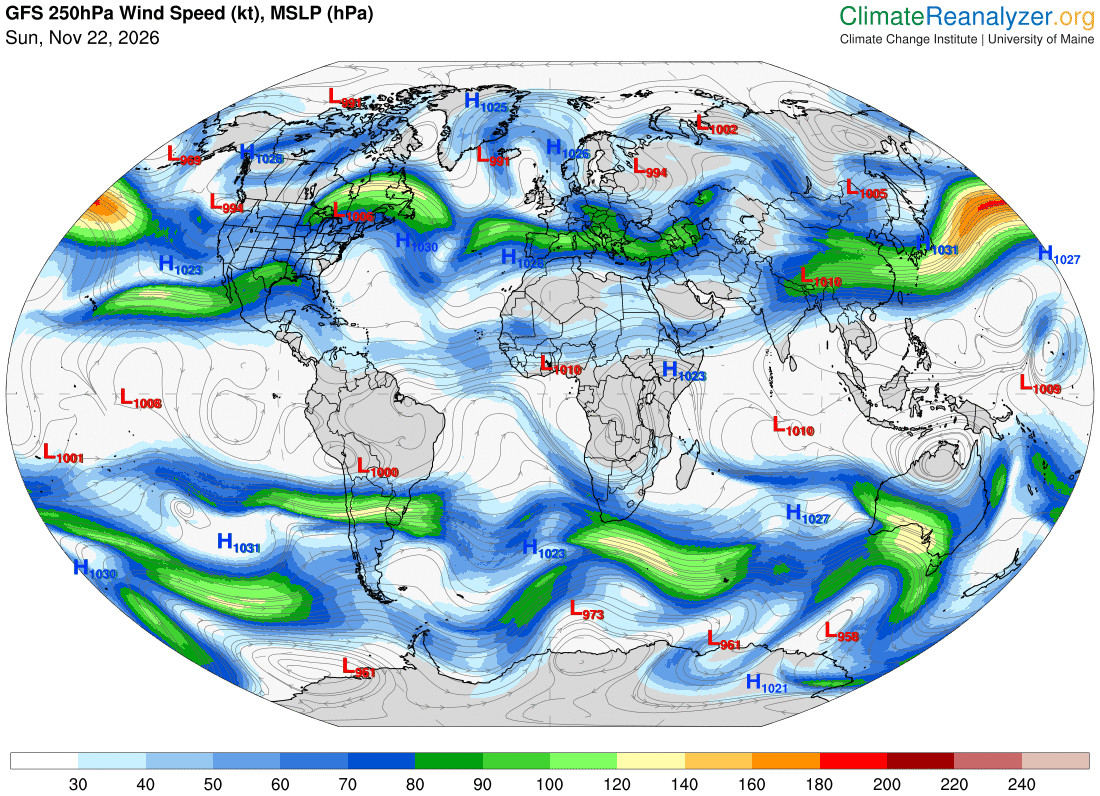 GFS 250hPa Wind Speed (kt), MSLP (hPa)
Sun, Nov 22, 2026
ClimateReanalyzer.org
Climate Change Institute | University of Maine
H1025
L1002
H1026
L991
L994
L1005
L994
H1030
H1031
H1027
H1023
L1010
L1010
H1023
L1009
L1008
L1010
L1001
L1000
H1027
H1031
H1023
H1030
L973
L961
L951
H1021
30 40 50 60 70 80 90 100 120 140 160 180 200 220 240